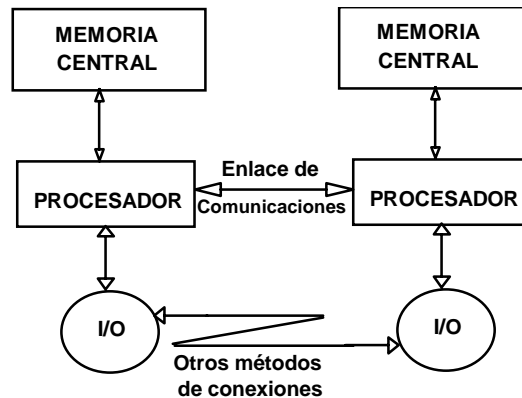 MEMORIA
CENTRAL
MEMORIA
CENTRAL
PROCESADOR
Enlace de
Comunicaciones
PROCESADOR
I/O
I/O
Otros métodos
de conexiones